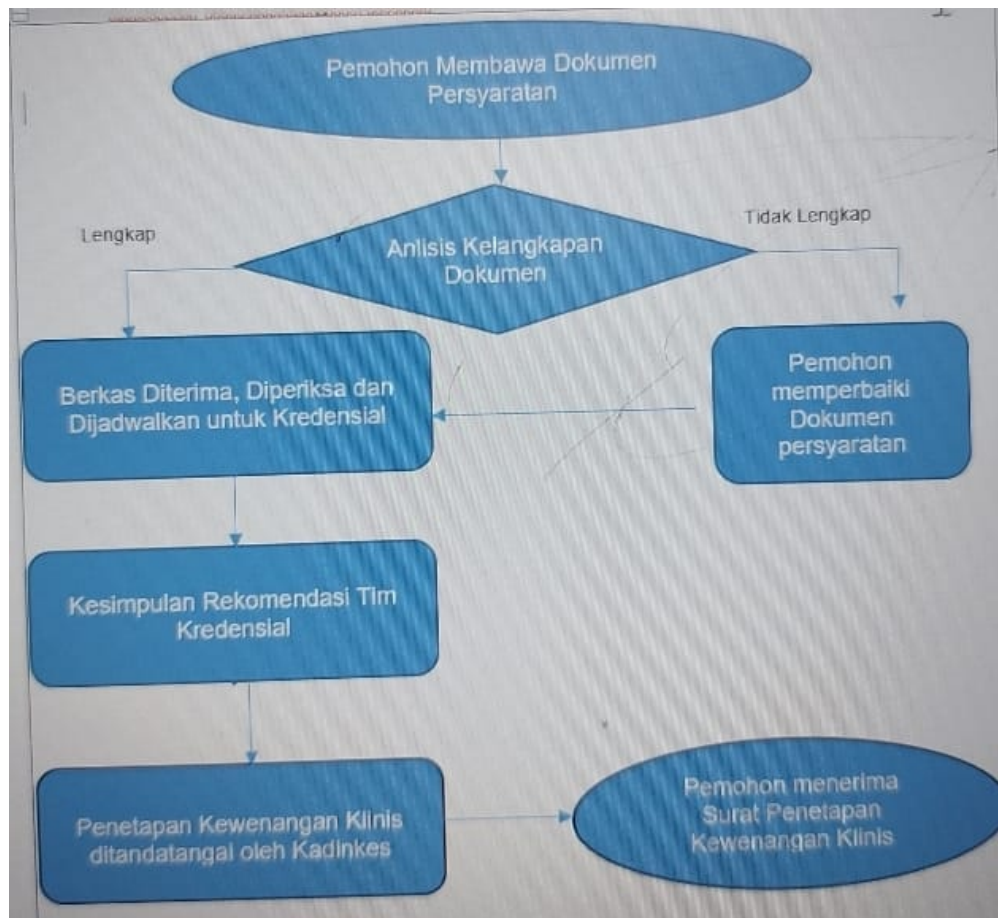 Pemohon Membawa Dokumen
Persyaratan
Lengkap
Tidak Lengkap
Anlisis Kelangkapan
Dokumen
Berkas Diterima, Diperiksa dan
Dijadwalkan untuk Kredensial
Pemohon
memperbaiki
Dokumen
persyaratan
Kesimpulan Rekomendasi Tim
Kredensial
Penetapan Kewenangan Klinis
ditandatangai oleh Kadinkes
Pemohon menerima
Surat Penetapan
Kewenangan Klinis